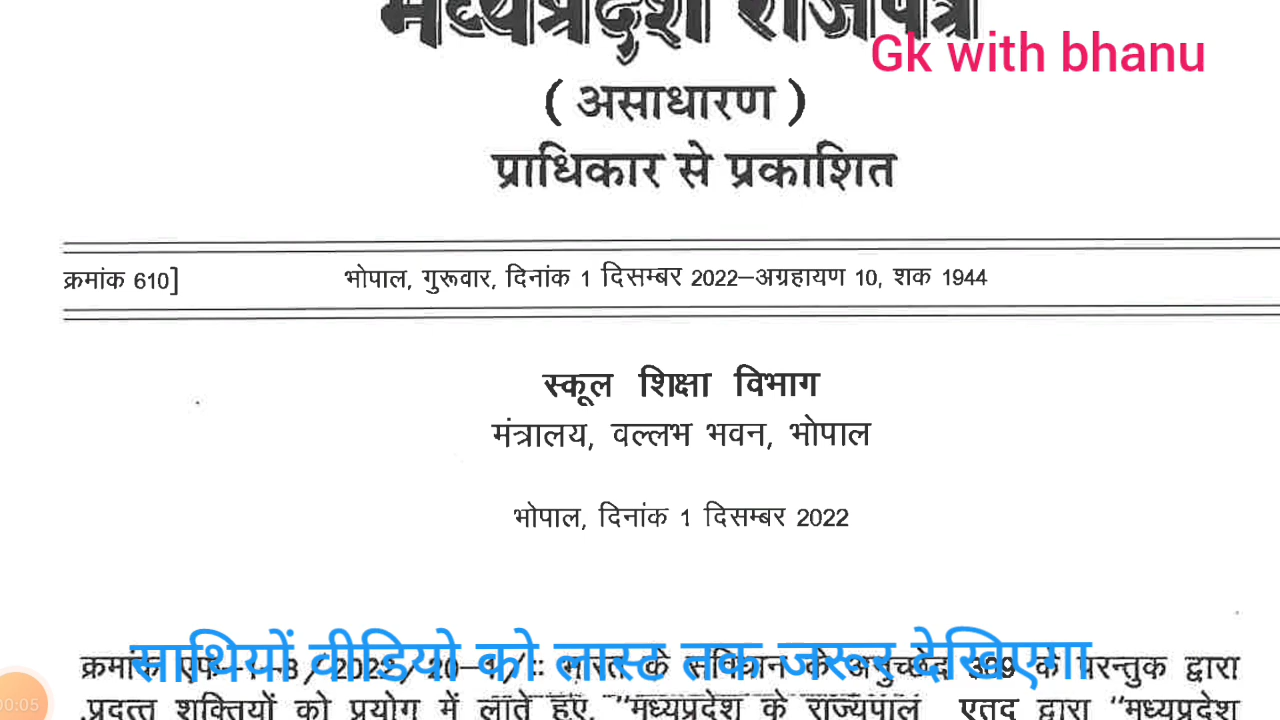 मध्यप्रदेश राजपत्र
Gk with bhanu
( असाधारण )
प्राधिकार से प्रकाशित
क्रमांक 610]
भोपाल, गुरूवार, दिनांक 1 दिसम्बर 2022—अग्रहायण 10, शक 1944
स्कूल शिक्षा विभाग
मंत्रालय, वल्लभ भवन, भोपाल
भोपाल, दिनांक 1 दिसम्बर 2022
साथियों वीडियो को लास्ट तक जरूर देखिएगा
क्रमांक भारत के संविधान के अनुच्छेद 309 के परन्तुक द्वारा
00:05
प्रदत्त शक्तियों को प्रयोग में लाते हुए, "मध्यप्रदेश के राज्यपाल एतद् द्वारा "मध्यप्रदेश